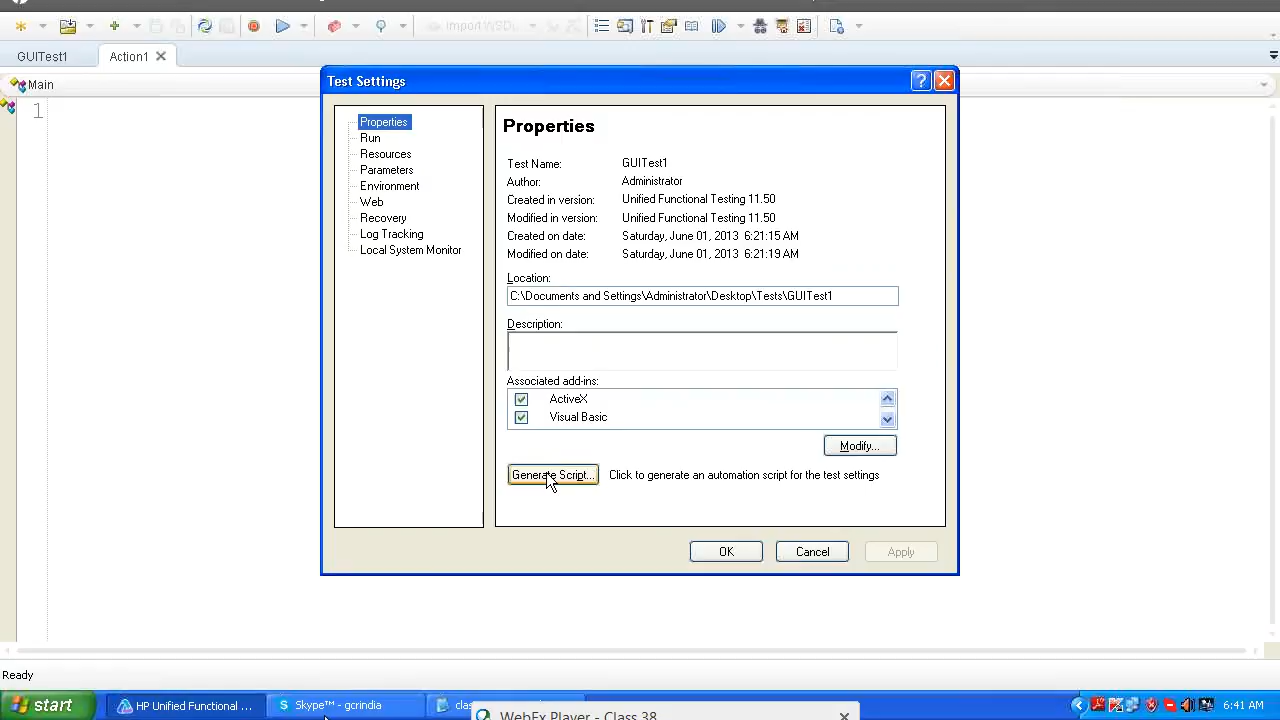 Import WSDL
GUITest1
Action1
Main
1
Test Settings
Properties
Run
Resources
Parameters
Environment
Web
Recovery
Log Tracking
Local System Monitor
Properties
Test Name: GUITest1
Author: Administrator
Created in version: Unified Functional Testing 11.50
Modified in version: Unified Functional Testing 11.50
Created on date: Saturday, June 01, 2013 6:21:15 AM
Modified on date: Saturday, June 01, 2013 6:21:19 AM
Location:
C:\Documents and Settings\Administrator\Desktop\Tests\GUITest1
Description:
Associated add-ins:
ActiveX
Visual Basic
Modify...
Generate Script... Click to generate an automation script for the test settings
OK Cancel Apply
Ready
start
HP Unified Functional ...
Skype™ - gcrindia
clas
WebEx Player - Class 38
6:41 AM